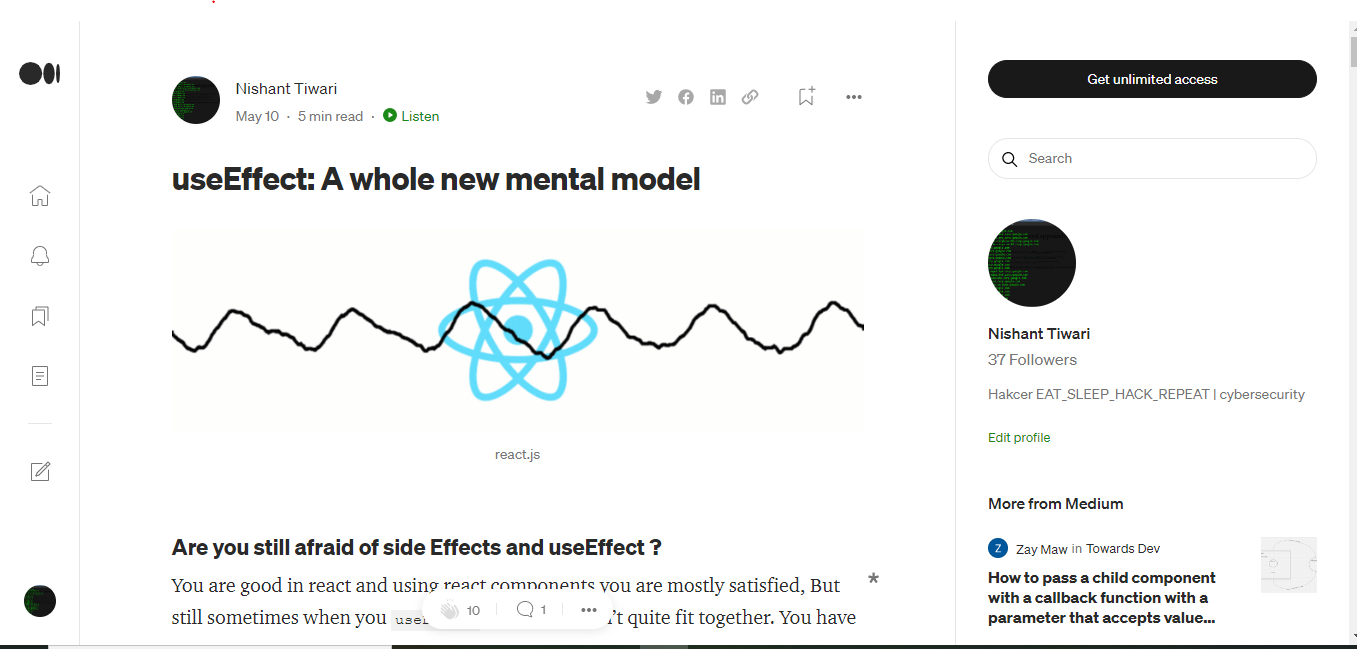 Nishant Tiwari
May 10 · 5 min read · Listen
useEffect: A whole new mental model
react.js
Are you still afraid of side Effects and useEffect ?
You are good in react and using react components you are mostly satisfied, But
still sometimes when you 't quite fit together. You have
*
10
1
Get unlimited access
Search
Nishant Tiwari
37 Followers
Hakcer EAT_SLEEP_HACK_REPEAT | cybersecurity
Edit profile
More from Medium
Z
Zay Maw in Towards Dev
How to pass a child component
with a callback function with a
parameter that accepts value...